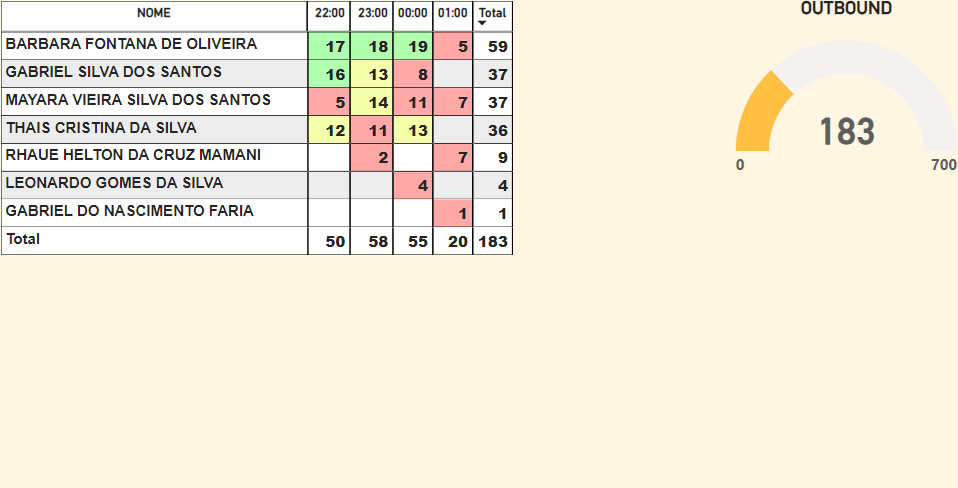 NOME 22:00 23:00 00:00 01:00 Total
BARBARA FONTANA DE OLIVEIRA 17 18 19 5 59
GABRIEL SILVA DOS SANTOS 16 13 8 37
MAYARA VIEIRA SILVA DOS SANTOS 5 14 11 7 37
THAIS CRISTINA DA SILVA 12 11 13 36
RHAUE HELTON DA CRUZ MAMANI 2 7 9
LEONARDO GOMES DA SILVA 4 4
GABRIEL DO NASCIMENTO FARIA 1 1
Total 50 58 55 20 183
OUTBOUND
183
0 700